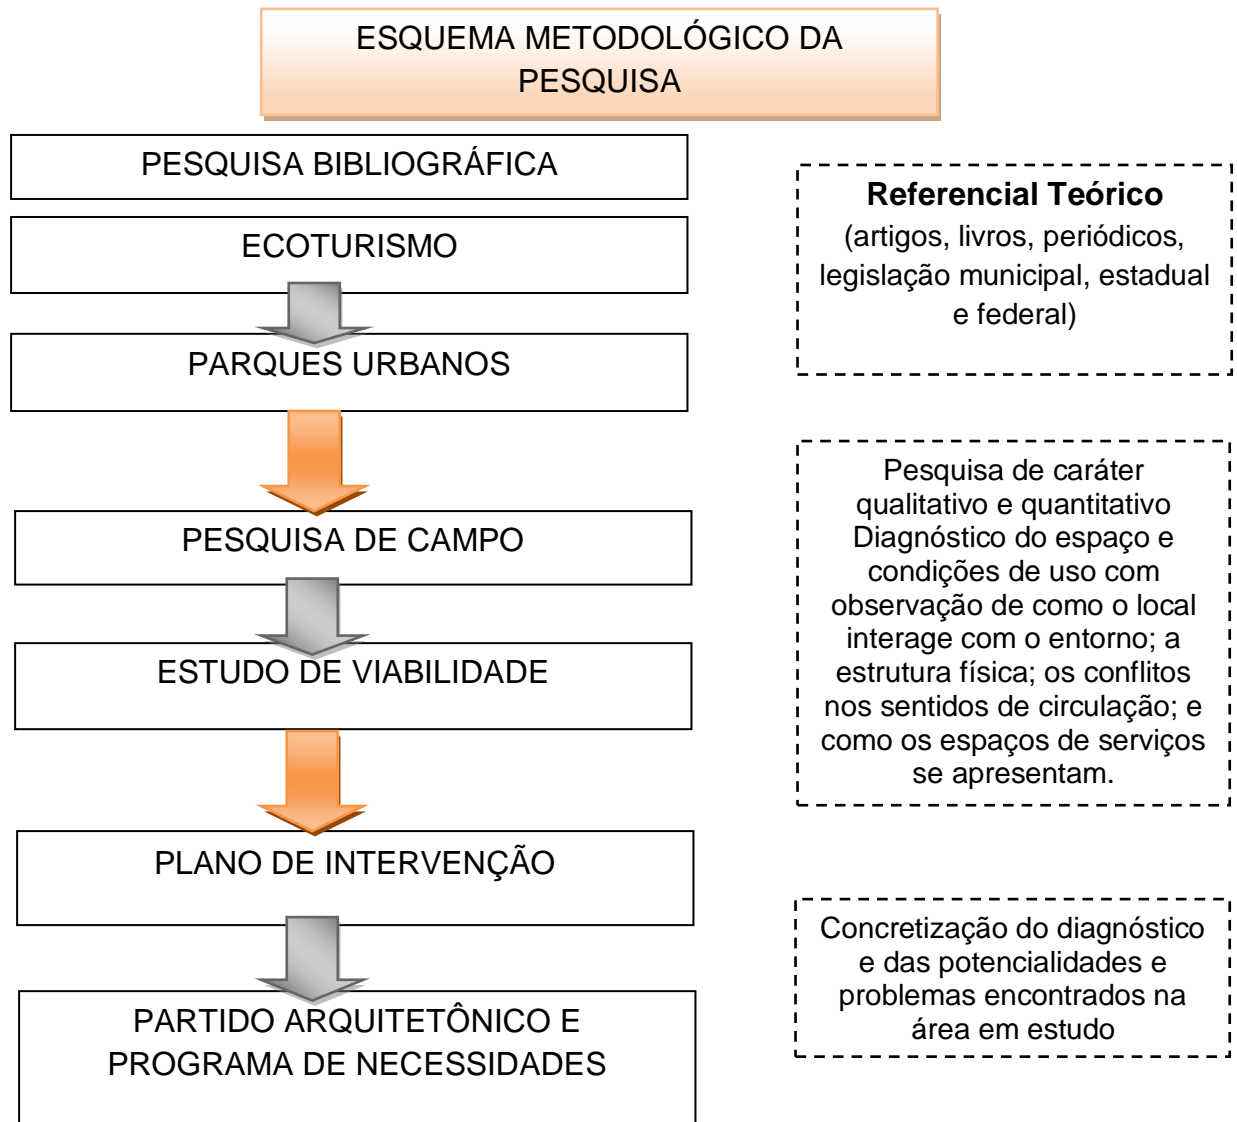 ESQUEMA METODOLÓGICO DA
PESQUISA
PESQUISA BIBLIOGRÁFICA
ECOTURISMO
PARQUES URBANOS
PESQUISA DE CAMPO
ESTUDO DE VIABILIDADE
PLANO DE INTERVENÇÃO
PARTIDO ARQUITETÔNICO E
PROGRAMA DE NECESSIDADES
Referencial Teórico
(artigos, livros, periódicos,
legislação municipal, estadual
e federal)
Pesquisa de caráter
qualitativo e quantitativo
Diagnóstico do espaço e
condições de uso com
observação de como o local
interage com o entorno; a
estrutura física; os conflitos
nos sentidos de circulação; e
como os espaços de serviços
se apresentam.
Concretização do diagnóstico
e das potencialidades e
problemas encontrados na
área em estudo